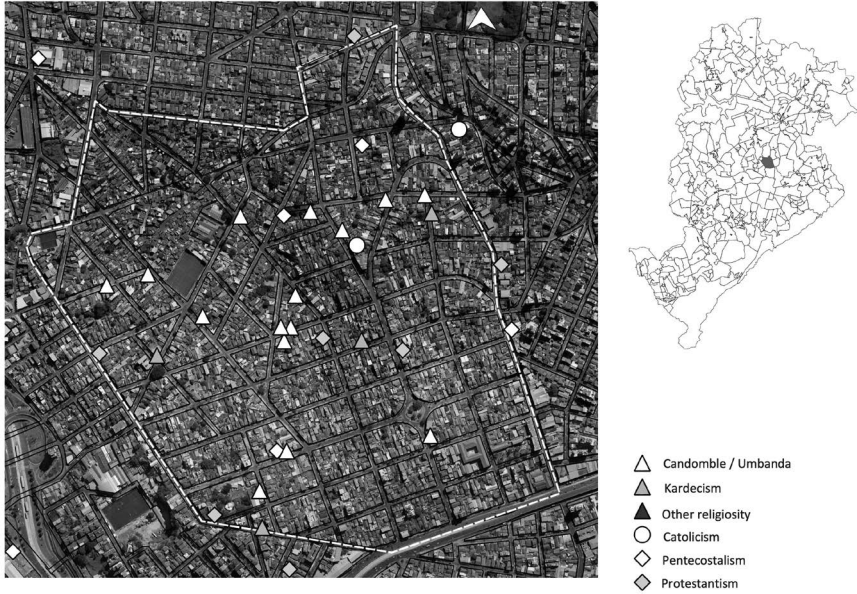 Candomble / Umbanda
Kardecism
Other religiosity
Catolicism
Pentecostalism
Protestantism